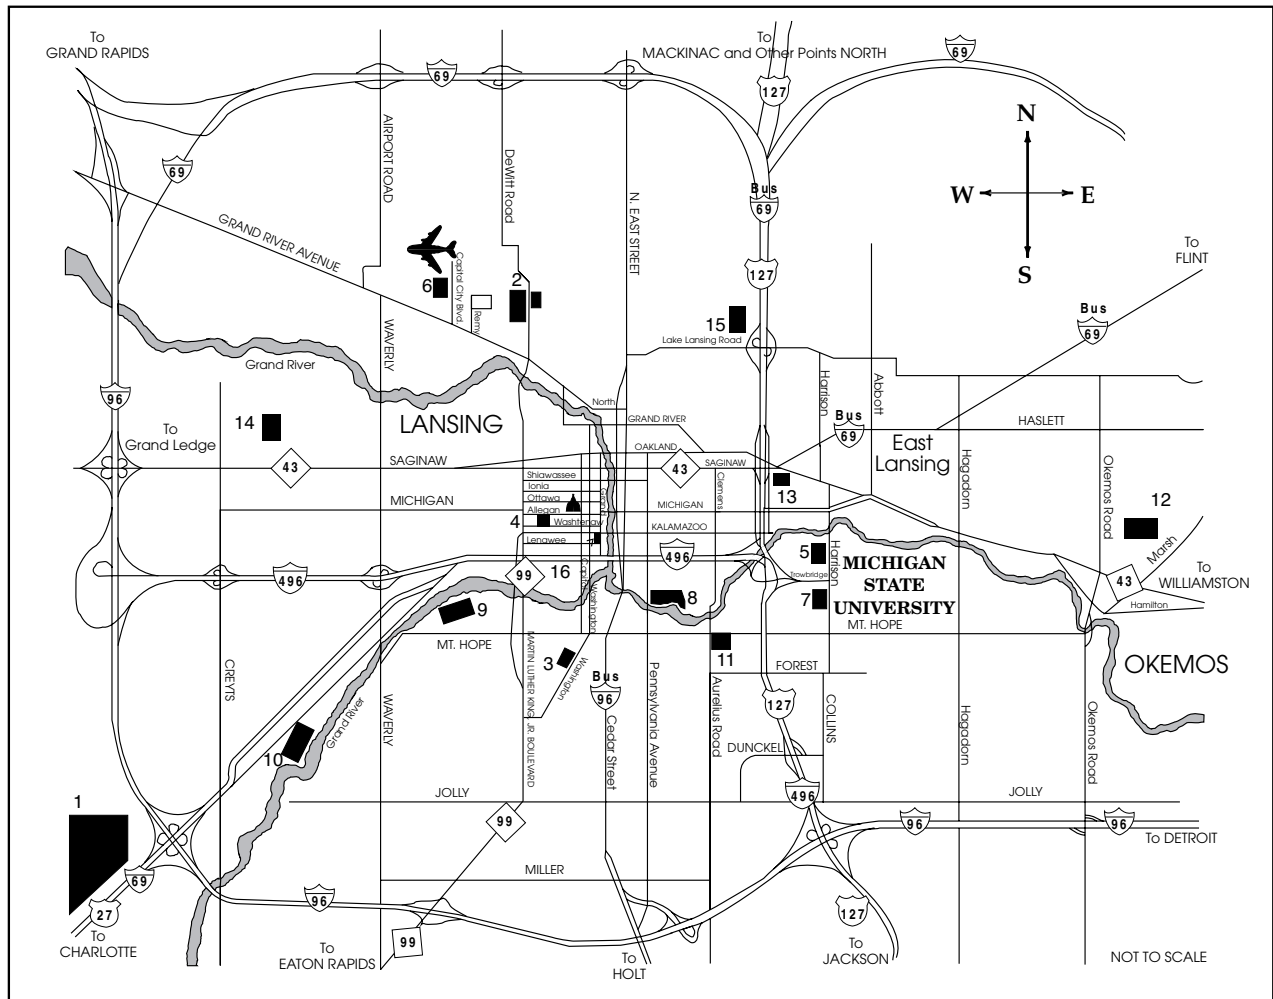 To
GRAND RAPIDS
To
MACKINAC and Other Points NORTH
69
69
127
N
W
E
S
69
Bus
69
127
AIRPORT ROAD
DeWitt Road
N. EAST STREET
GRAND RIVER AVENUE
Capital City Blvd.
6
2
Remy
15
Lake Lansing Road
To
FLINT
Bus
69
WAVERLY
Grand River
96
Harrison
Abbott
14
LANSING
To
Grand Ledge
North
GRAND RIVER
OAKLAND
Bus
69
HASLETT
East
Lansing
43
SAGINAW
43
SAGINAW
Shiawassee
Ionia
Ottawa
Allegan
Washtenaw
Lenawee
Grand
Clemens
MICHIGAN
MICHIGAN
KALAMAZOO
13
Hagadorn
Okemos Road
12
4
16
496
496
99
Capitol
Washington
5
Trowbridge
Harrison
7
MICHIGAN
STATE
UNIVERSITY
Marsh
43
To
WILLIAMSTON
Hamilton
9
8
MT. HOPE
MT. HOPE
3
Washington
11
FOREST
OKEMOS
CREYTS
WAVERLY
Grand River
MARTIN LUTHER KING, JR. BOULEVARD
Bus
96
Cedar Street
Pennsylvania Avenue
Aurelius Road
127
COLLINS
Hagadorn
Okemos Road
10
DUNCKEL
JOLLY
496
JOLLY
1
99
96
96
To DETROIT
69
27
To
CHARLOTTE
MILLER
96
99
To
EATON RAPIDS
To
HOLT
127
To
JACKSON
NOT TO SCALE